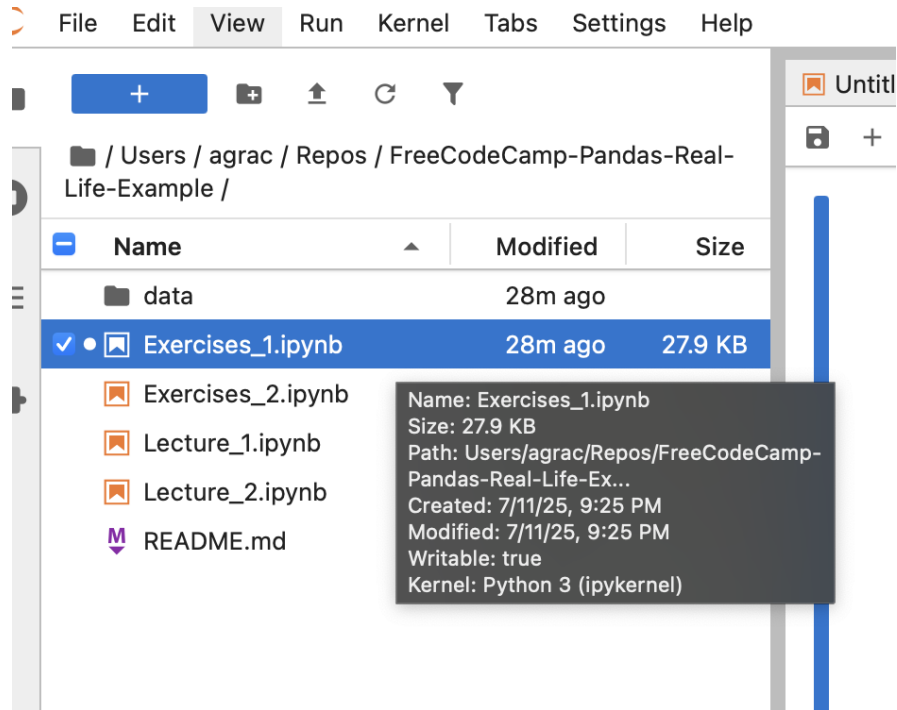 File Edit View Run Kernel Tabs Settings Help
+
/ Users / agrac / Repos / FreeCodeCamp-Pandas-Real-
Life-Example /
Untitl
+
Name Modified Size
data 28m ago
Exercises_1.ipynb 28m ago 27.9 KB
Exercises_2.ipynb
Lecture_1.ipynb
Lecture_2.ipynb
M README.md
Name: Exercises_1.ipynb
Size: 27.9 KB
Path: Users/agrac/Repos/FreeCodeCamp-
Pandas-Real-Life-Ex...
Created: 7/11/25, 9:25 PM
Modified: 7/11/25, 9:25 PM
Writable: true
Kernel: Python 3 (ipykernel)